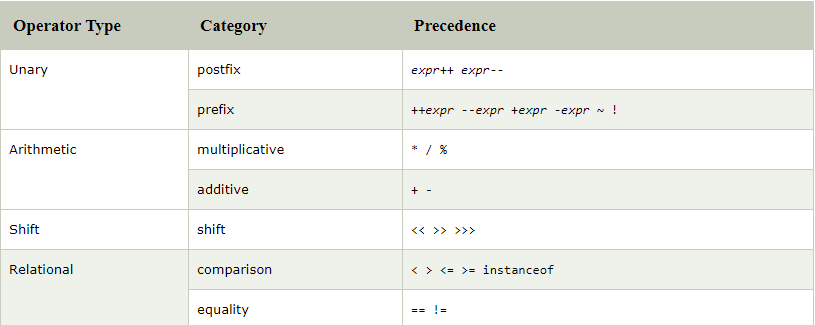 Operator Type Category Precedence
Unary postfix expr++ expr--
prefix ++expr --expr +expr -expr ~ !
Arithmetic multiplicative * / %
additive + -
Shift shift << >> >>>
Relational comparison < > <= >= instanceof
equality == !=